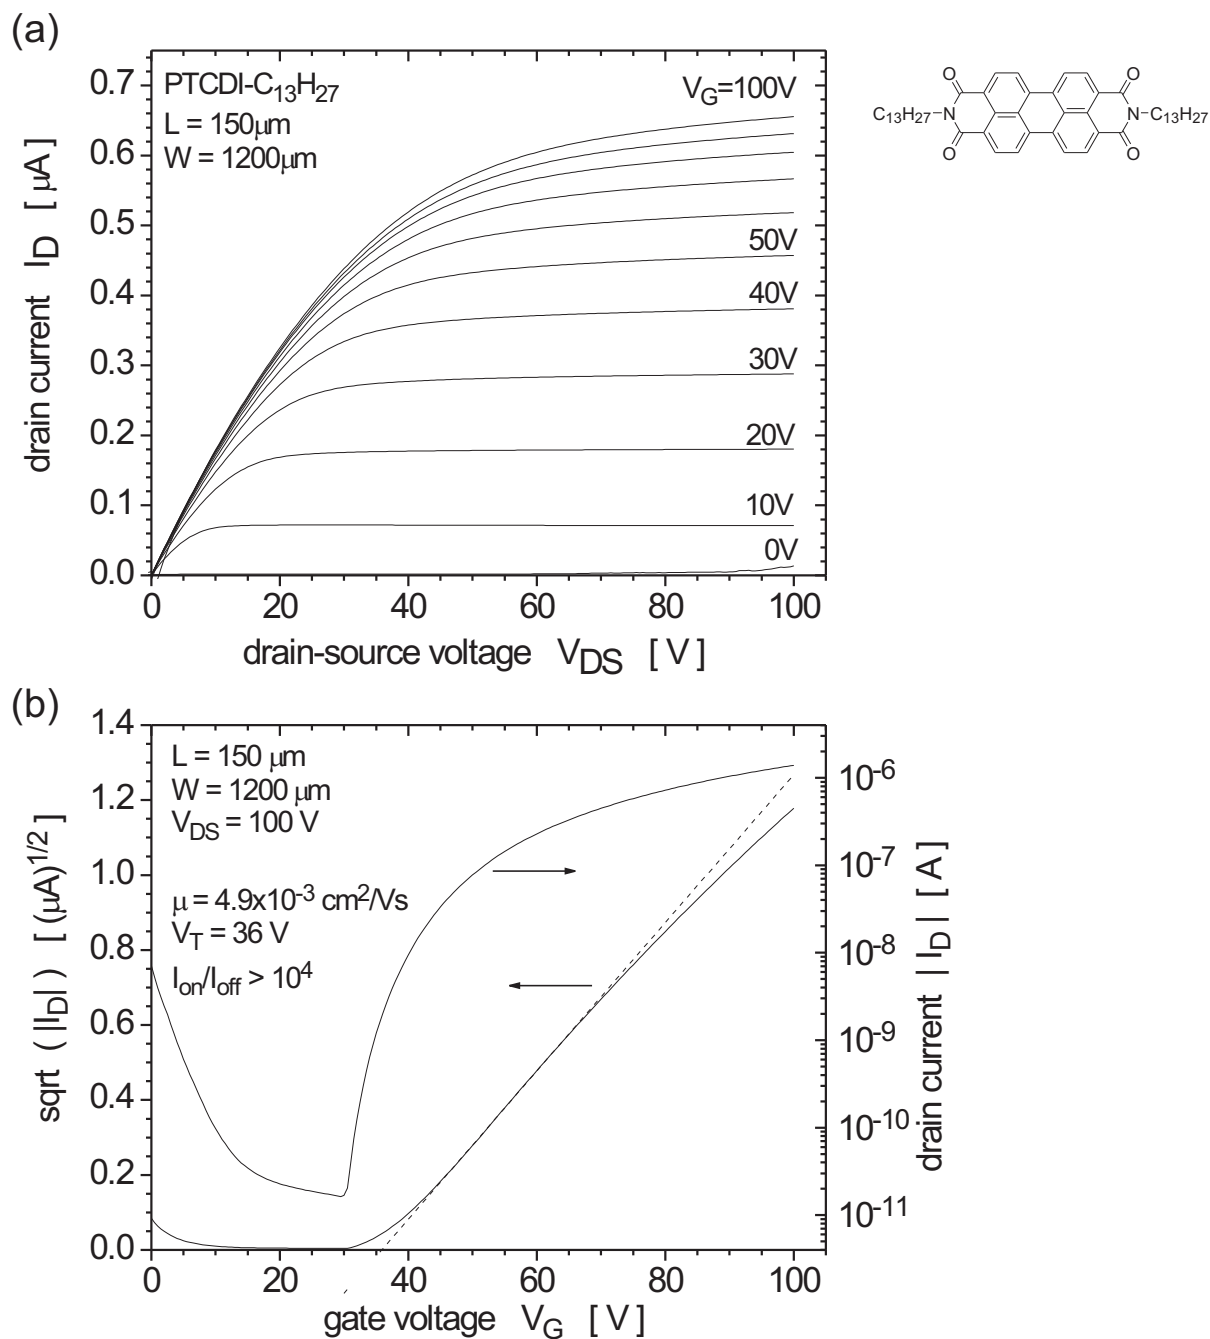 (a)
PTCDI-C13H27
L = 150μm
W = 1200μm
VG=100V
50V
40V
30V
20V
10V
0V
0.7
0.6
0.5
0.4
0.3
0.2
0.1
0.0
drain current ID [ μA]
0 20 40 60 80 100
drain-source voltage VDS [ V ]
O O
C13H27-N N-C13H27
O O
(b)
L = 150 μm
W = 1200 μm
VDS = 100 V
μ = 4.9x10-3 cm2/Vs
VT = 36 V
Ion/Ioff > 104
1.4
1.2
1.0
0.8
0.6
0.4
0.2
0.0
sqrt ( |ID| ) [ (μA)1/2 ]
10-6
10-7
10-8
10-9
10-10
10-11
drain current | ID | [ A ]
0 20 40 60 80 100
gate voltage VG [ V ]